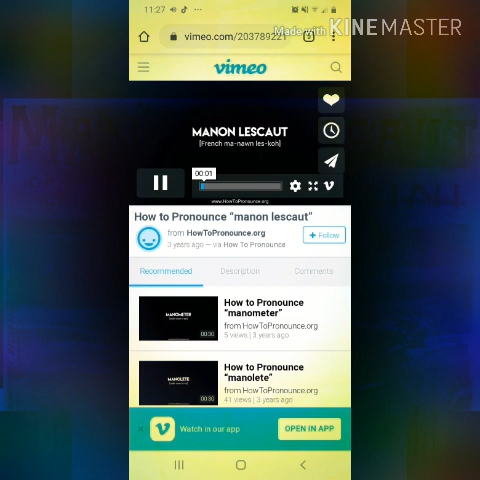 11:27
Made with KINEMASTER
vimeo.com/203789221
vimeo
MANON LESCAUT
[French ma-nawn les-koh]
00:01
www.HowToPronounce.org
How to Pronounce "manon lescaut"
from HowToPronounce.org
3 years ago — via How To Pronounce
+ Follow
Recommended Description Comments
How to Pronounce
"manometer"
MANOMETER
from HowToPronounce.org
00:30
5 views | 3 years ago
How to Pronounce
"manolete"
MANOLETE
from HowToPronounce.org
00:30
41 views | 3 years ago
Watch in our app
OPEN IN APP